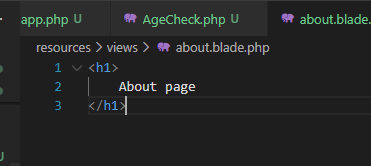 app.php U AgeCheck.php U about.blade.
resources > views > about.blade.php
1 <h1>
2 About page
3 </h1>
U